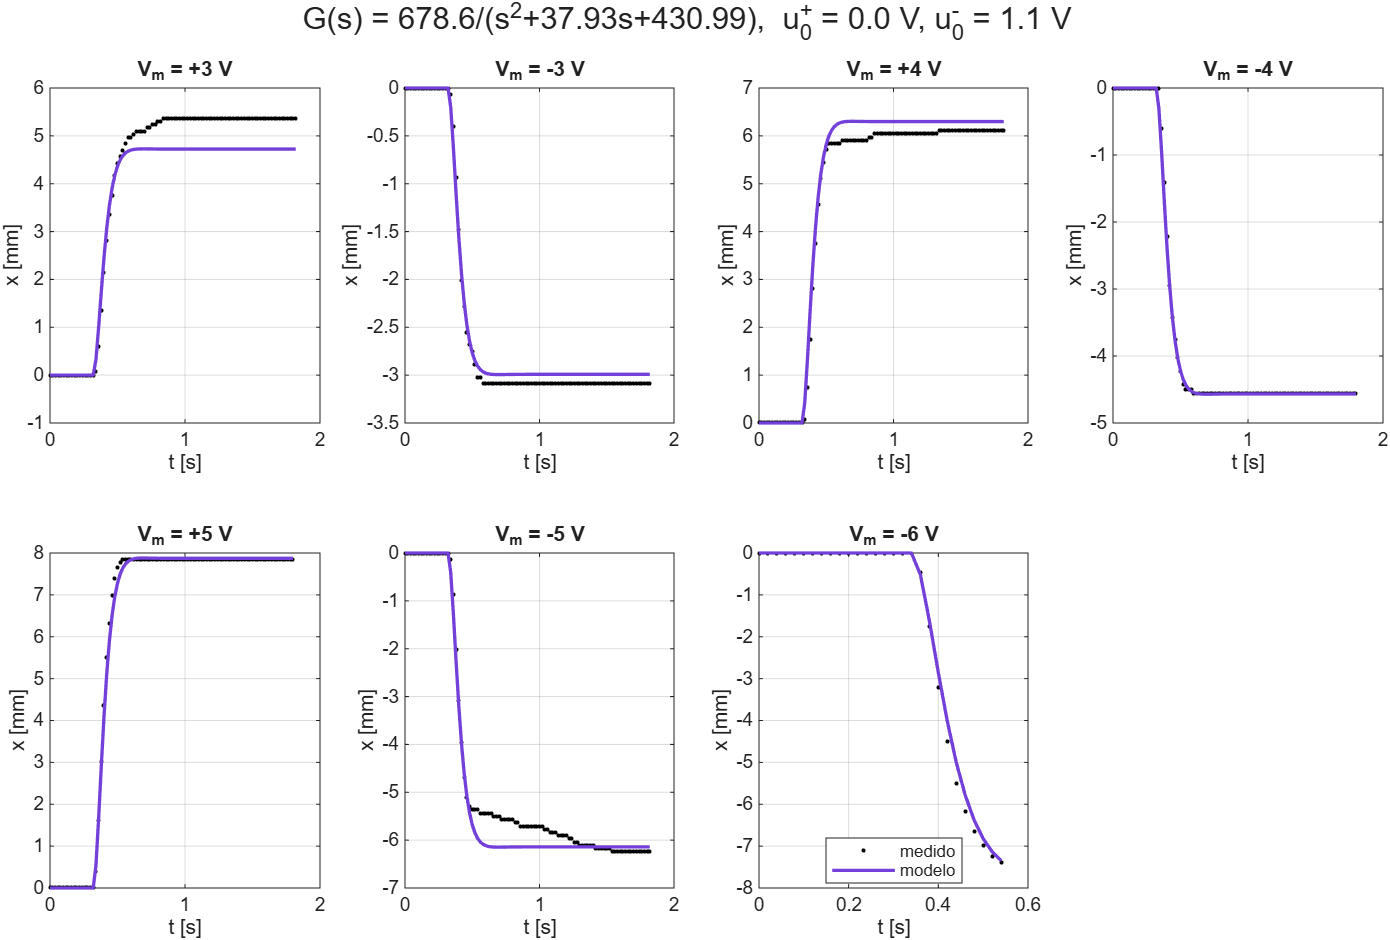 G(s) = 678.6/(s²+37.93s+430.99), u₀⁺ = 0.0 V, u₀⁻ = 1.1 V
Vₘ = +3 V
6
5
4
3
2
1
0
-1
x [mm]
0 1 2
t [s]
Vₘ = -3 V
0
-0.5
-1
-1.5
-2
-2.5
-3
-3.5
x [mm]
0 1 2
t [s]
Vₘ = +4 V
7
6
5
4
3
2
1
0
x [mm]
0 1 2
t [s]
Vₘ = -4 V
0
-1
-2
-3
-4
-5
x [mm]
0 1 2
t [s]
Vₘ = +5 V
8
7
6
5
4
3
2
1
0
x [mm]
0 1 2
t [s]
Vₘ = -5 V
0
-1
-2
-3
-4
-5
-6
-7
x [mm]
0 1 2
t [s]
Vₘ = -6 V
0
-1
-2
-3
-4
-5
-6
-7
-8
x [mm]
medido
modelo
0 0.2 0.4 0.6
t [s]